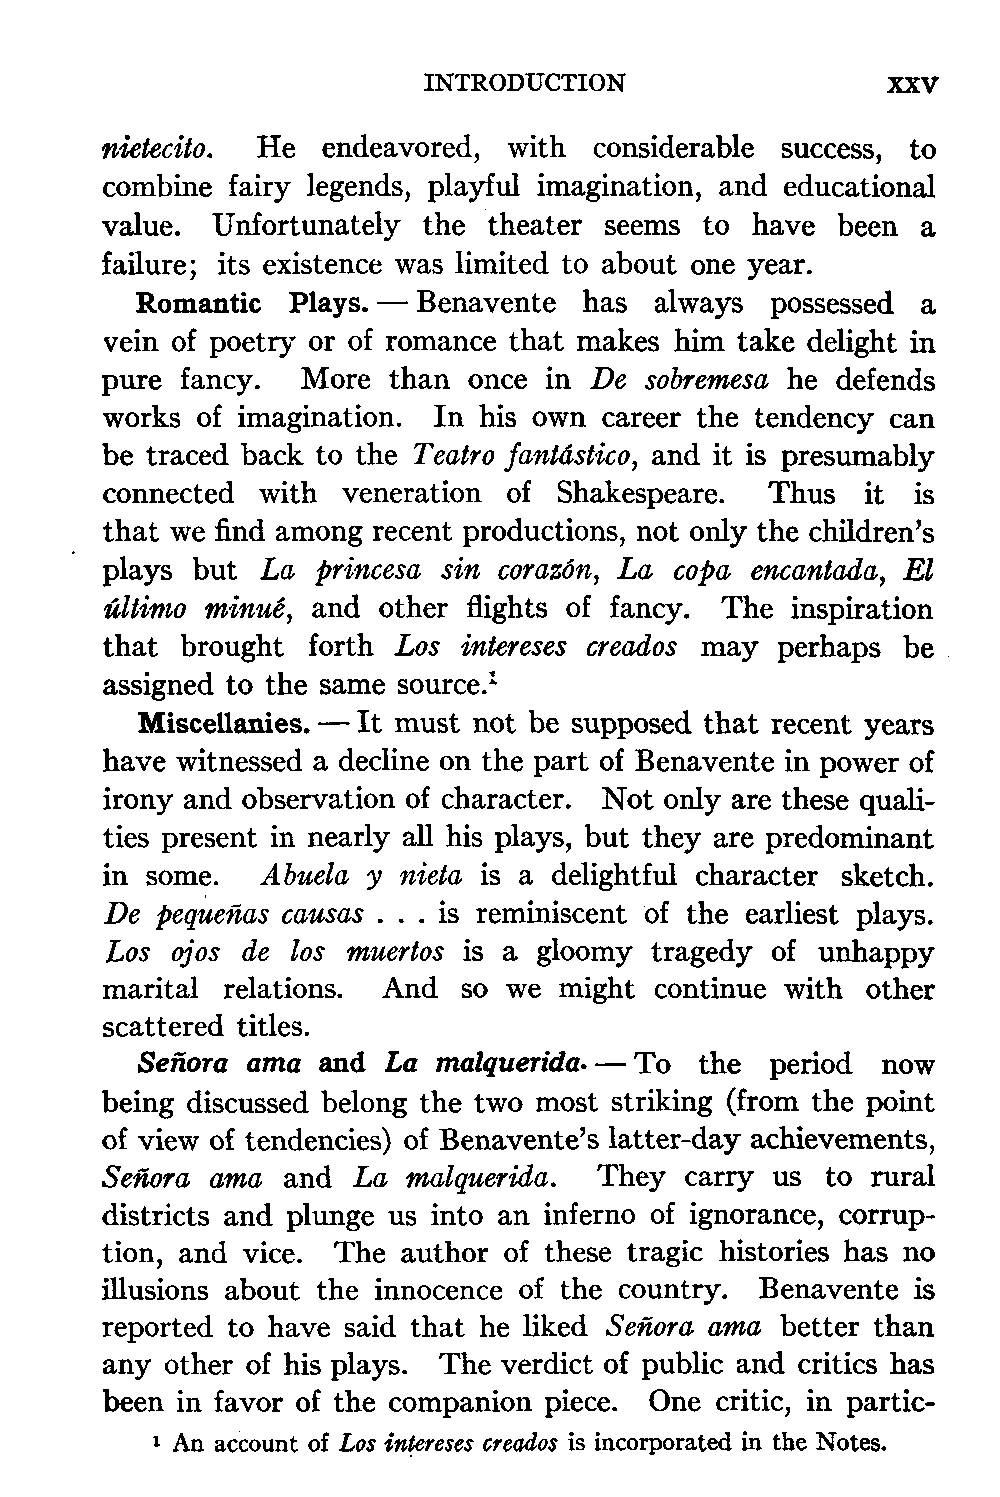 INTRODUCTION xxv
nietecito. He endeavored, with considerable success, to
combine fairy legends, playful imagination, and educational
value. Unfortunately the theater seems to have been a
failure; its existence was limited to about one year.
Romantic Plays. — Benavente has always possessed a
vein of poetry or of romance that makes him take delight in
pure fancy. More than once in De sobremesa he defends
works of imagination. In his own career the tendency can
be traced back to the Teatro fantástico, and it is presumably
connected with veneration of Shakespeare. Thus it is
that we find among recent productions, not only the children's
plays but La princesa sin corazón, La copa encantada, El
último minué, and other flights of fancy. The inspiration
that brought forth Los intereses creados may perhaps be
assigned to the same source.¹
Miscellanies. — It must not be supposed that recent years
have witnessed a decline on the part of Benavente in power of
irony and observation of character. Not only are these quali-
ties present in nearly all his plays, but they are predominant
in some. Abuela y nieta is a delightful character sketch.
De pequeñas causas . . . is reminiscent of the earliest plays.
Los ojos de los muertos is a gloomy tragedy of unhappy
marital relations. And so we might continue with other
scattered titles.
Señora ama and La malquerida. — To the period now
being discussed belong the two most striking (from the point
of view of tendencies) of Benavente's latter-day achievements,
Señora ama and La malquerida. They carry us to rural
districts and plunge us into an inferno of ignorance, corrup-
tion, and vice. The author of these tragic histories has no
illusions about the innocence of the country. Benavente is
reported to have said that he liked Señora ama better than
any other of his plays. The verdict of public and critics has
been in favor of the companion piece. One critic, in partic-
¹ An account of Los intereses creados is incorporated in the Notes.